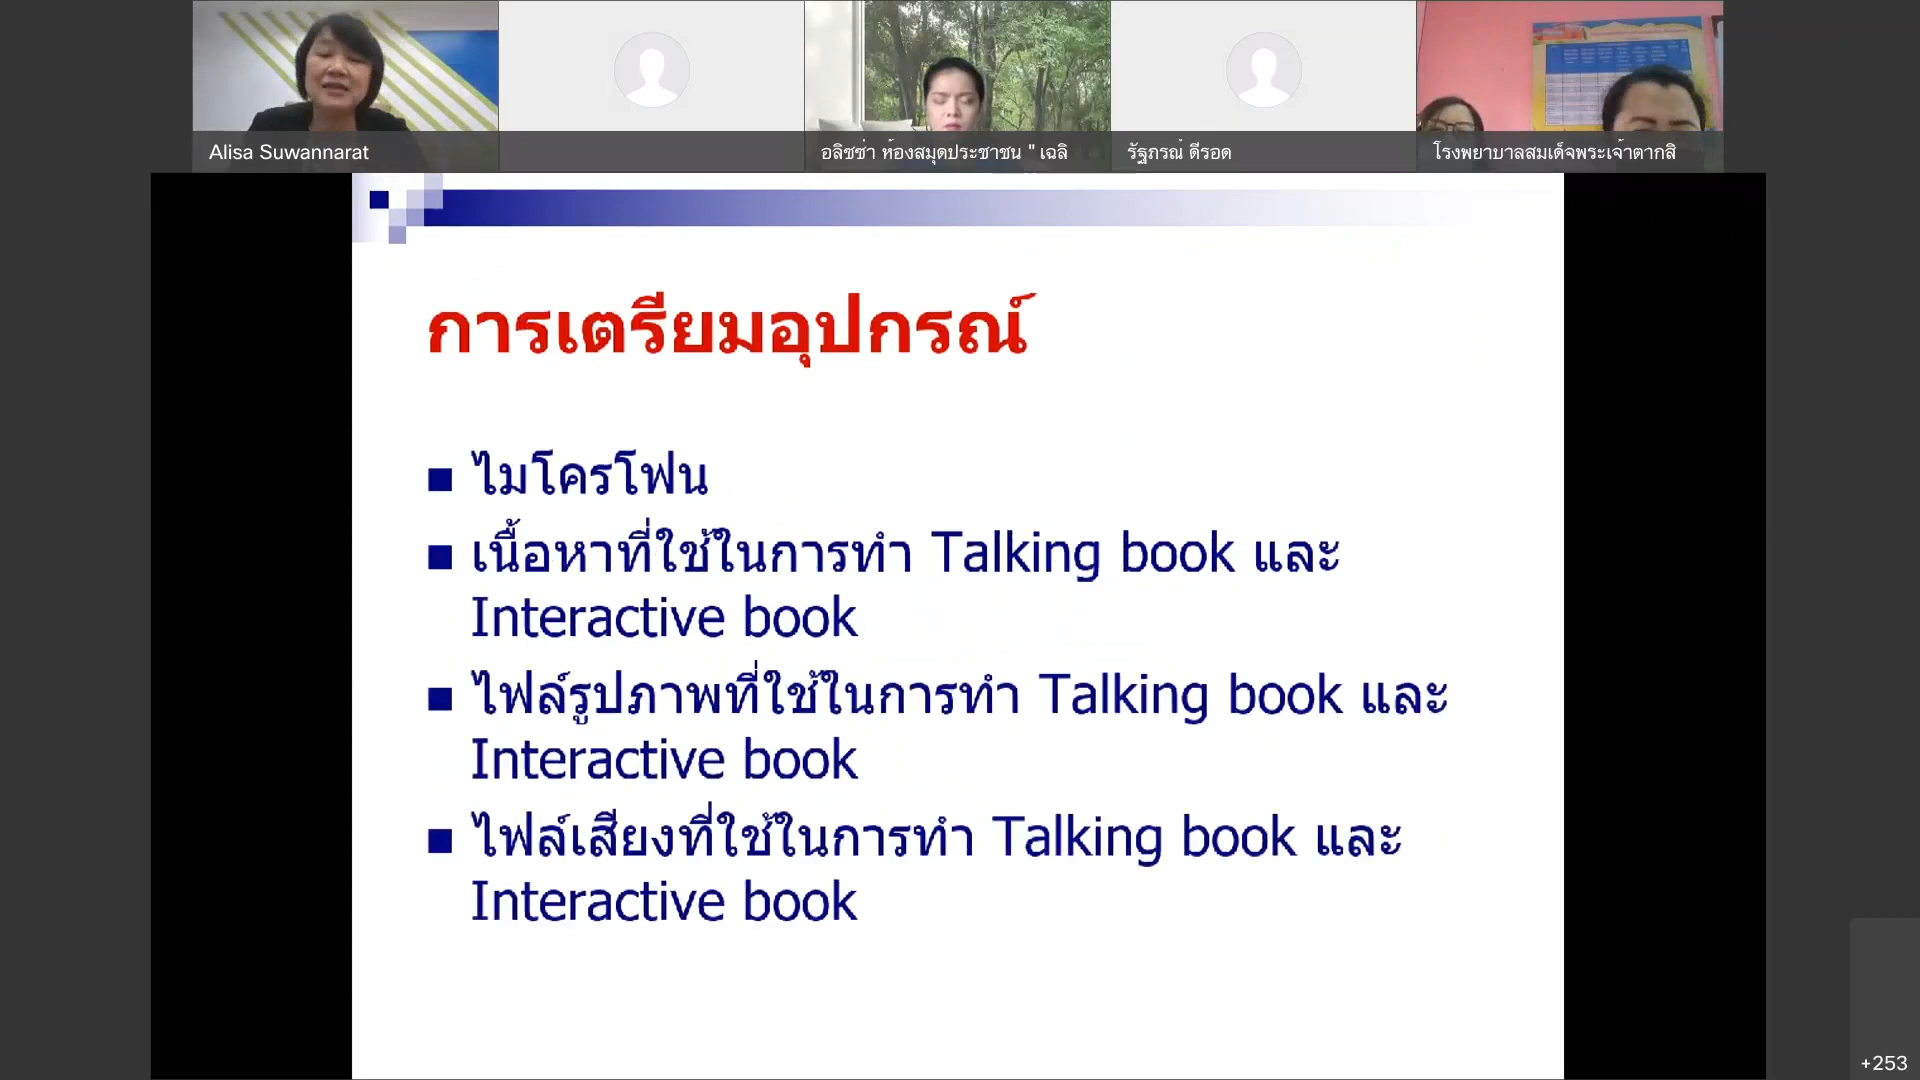 Alisa Suwannarat
อลิซซ่า ห้องสมุดประชาชน " เฉลิ
รัฐภรณ์ ดีรอด
โรงพยาบาลสมเด็จพระเจ้าตากสิ
การเตรียมอุปกรณ์
ไมโครโฟน
เนื้อหาที่ใช้ในการทำ Talking book และ
Interactive book
ไฟล์รูปภาพที่ใช้ในการทำ Talking book และ
Interactive book
ไฟล์เสียงที่ใช้ในการทำ Talking book และ
Interactive book
+253